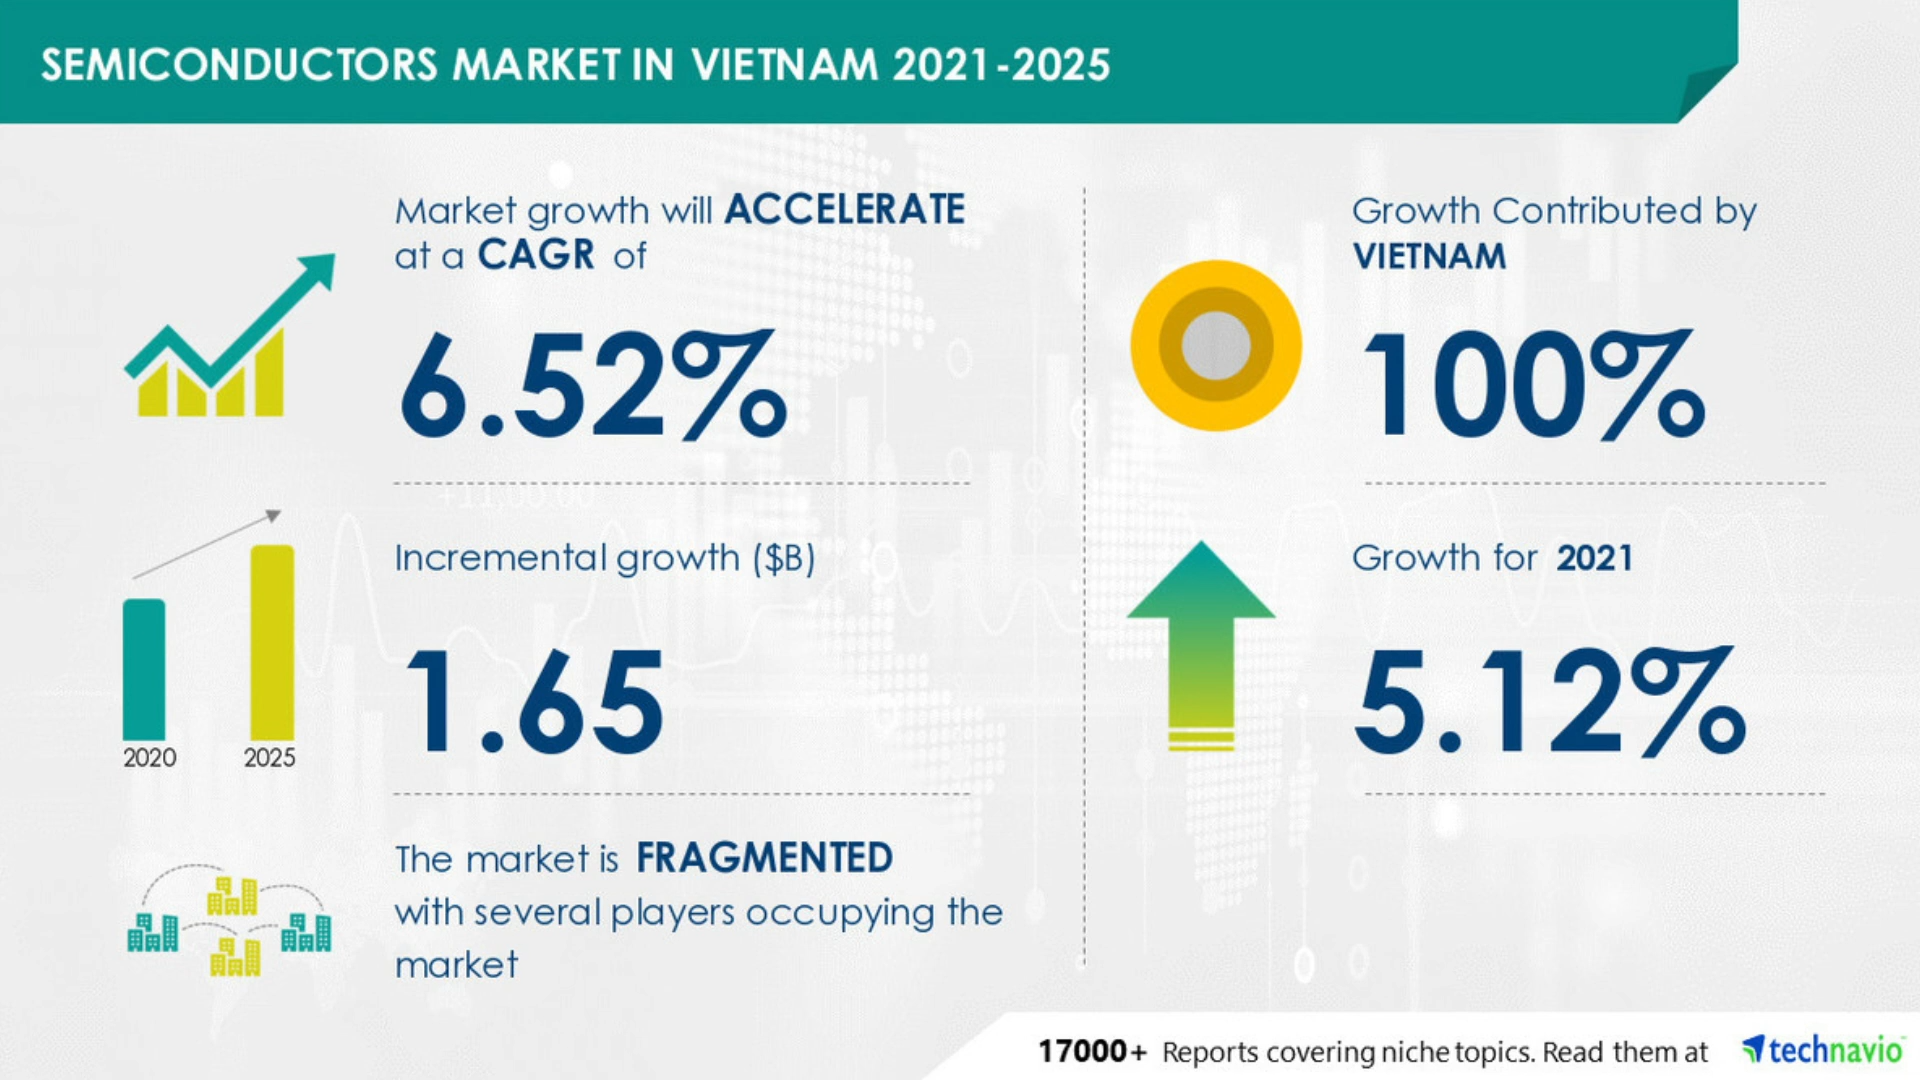 SEMICONDUCTORS MARKET IN VIETNAM 2021-2025
Market growth will ACCELERATE
at a CAGR of
6.52%
Incremental growth ($B)
1.65
2020
2025
The market is FRAGMENTED
with several players occupying the
market
Growth Contributed by
VIETNAM
100%
Growth for 2021
5.12%
17000+ Reports covering niche topics. Read them at
technavio